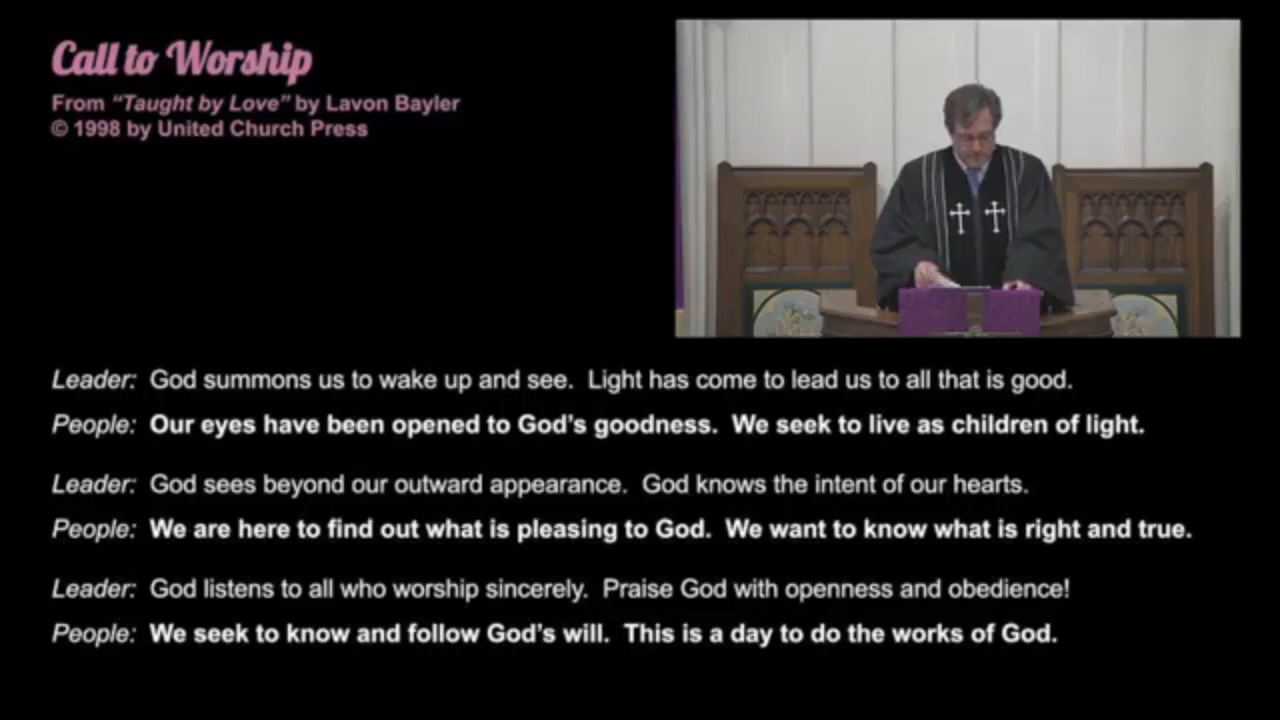 Call to Worship
From “Taught by Love” by Lavon Bayler
© 1998 by United Church Press
Leader: God summons us to wake up and see. Light has come to lead us to all that is good.
People: Our eyes have been opened to God’s goodness. We seek to live as children of light.
Leader: God sees beyond our outward appearance. God knows the intent of our hearts.
People: We are here to find out what is pleasing to God. We want to know what is right and true.
Leader: God listens to all who worship sincerely. Praise God with openness and obedience!
People: We seek to know and follow God’s will. This is a day to do the works of God.